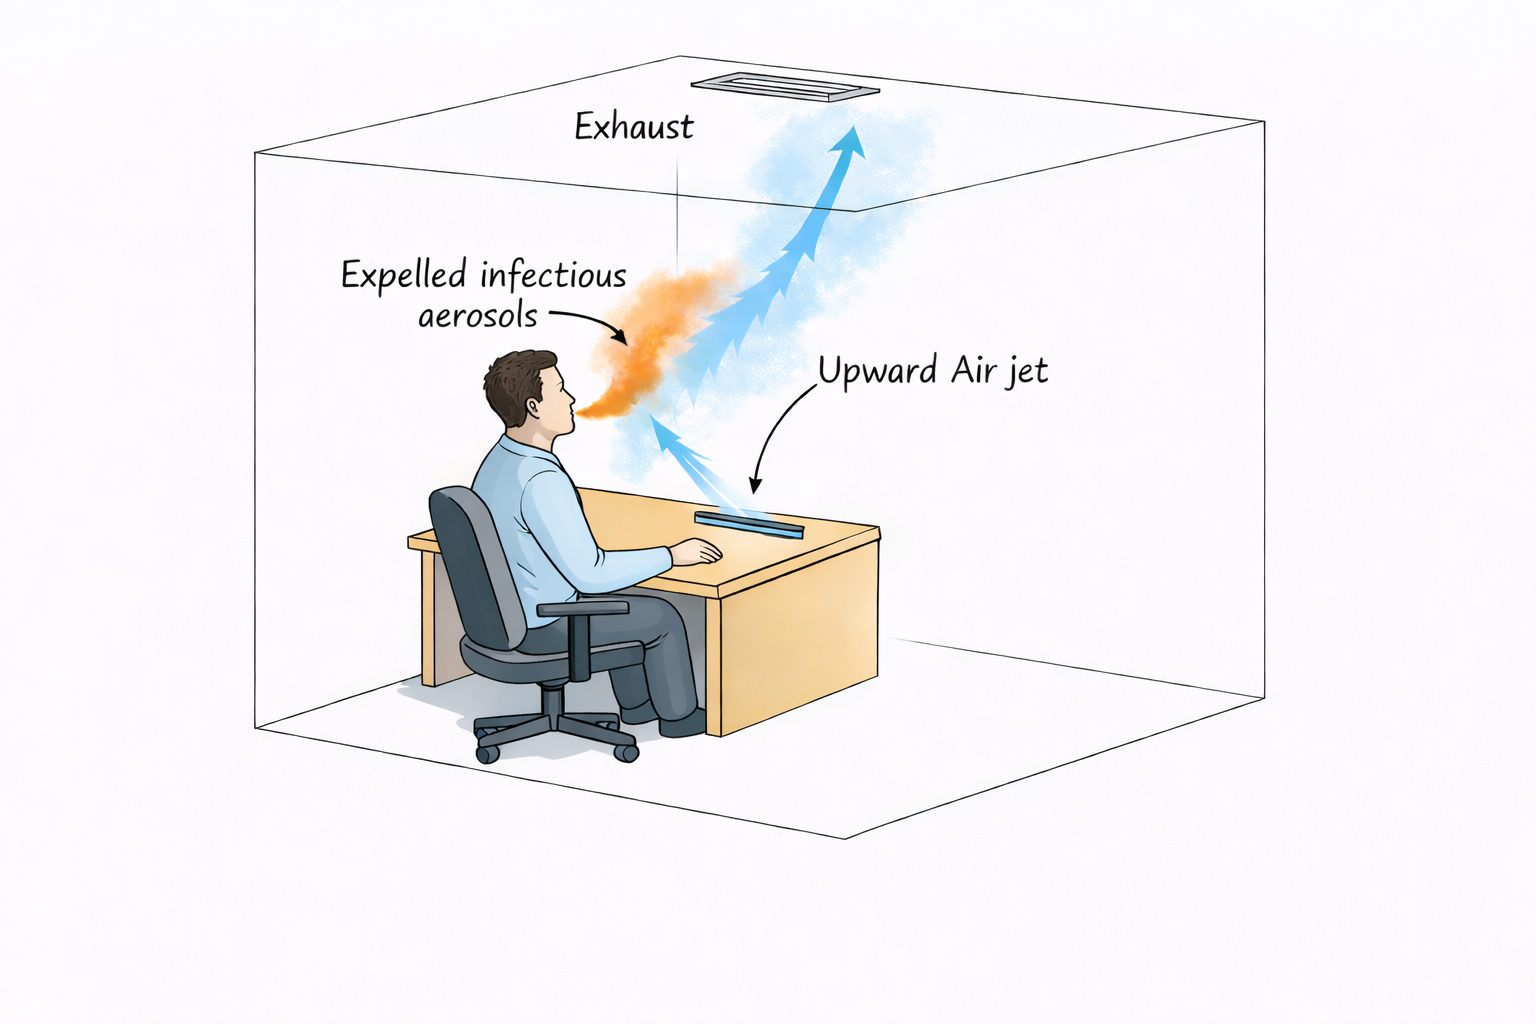 Exhaust
Expelled infectious
aerosols
Upward Air jet